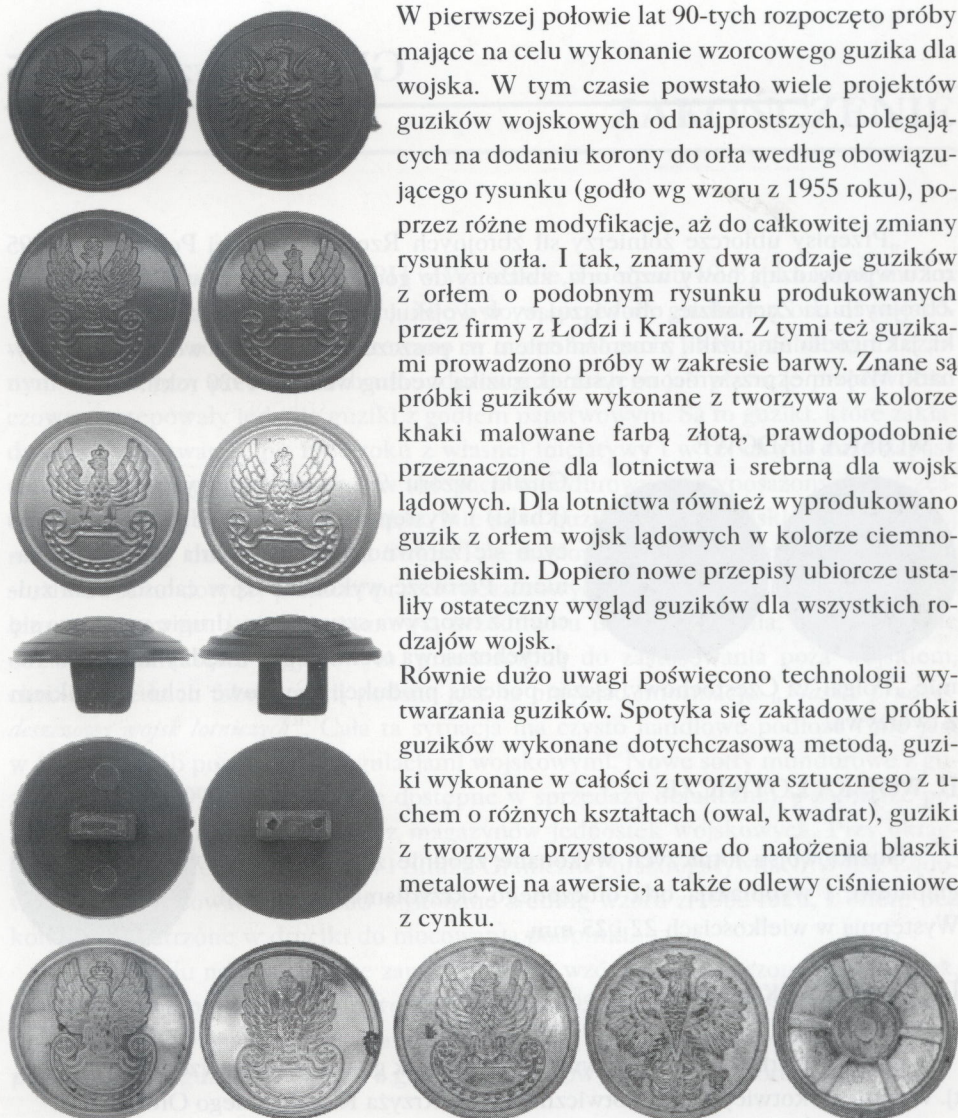 W pierwszej połowie lat 90-tych rozpoczęto próby
mające na celu wykonanie wzorcowego guzika dla
wojska. W tym czasie powstało wiele projektów
guzików wojskowych od najprostszych, polegają-
cych na dodaniu korony do orła według obowiązu-
jącego rysunku (godło wg wzoru z 1955 roku), po-
przez różne modyfikacje, aż do całkowitej zmiany
rysunku orła. I tak, znamy dwa rodzaje guzików
z orłem o podobnym rysunku produkowanych
przez firmy z Łodzi i Krakowa. Z tymi też guzika-
mi prowadzono próby w zakresie barwy. Znane są
próbki guzików wykonane z tworzywa w kolorze
khaki malowane farbą złotą, prawdopodobnie
przeznaczone dla lotnictwa i srebrną dla wojsk
lądowych. Dla lotnictwa również wyprodukowano
guzik z orłem wojsk lądowych w kolorze ciemno-
niebieskim. Dopiero nowe przepisy ubiorcze usta-
liły ostateczny wygląd guzików dla wszystkich ro-
dzajów wojsk.
Równie dużo uwagi poświęcono technologii wy-
twarzania guzików. Spotyka się zakładowe próbki
guzików wykonane dotychczasową metodą, guzi-
ki wykonane w całości z tworzywa sztucznego z u-
chem o różnych kształtach (owal, kwadrat), guziki
z tworzywa przystosowane do nałożenia blaszki
metalowej na awersie, a także odlewy ciśnieniowe
z cynku.